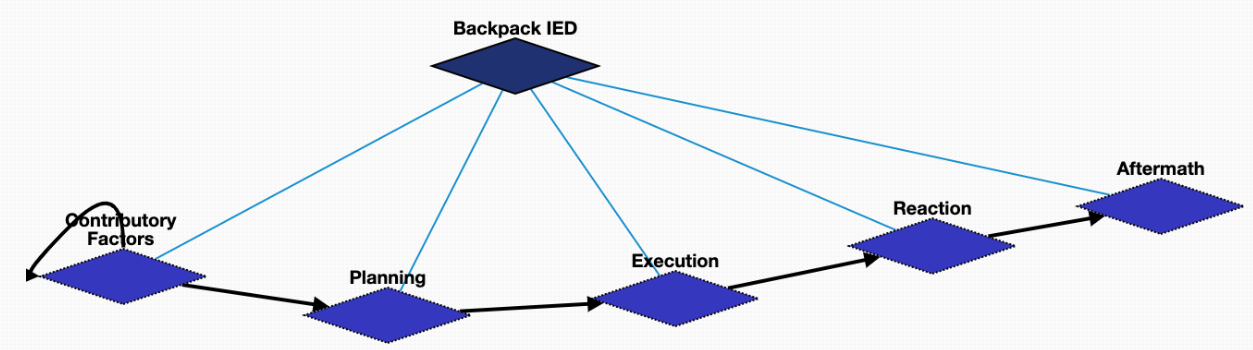 Backpack IED
Aftermath
Reaction
Contributory
Factors
Execution
Planning